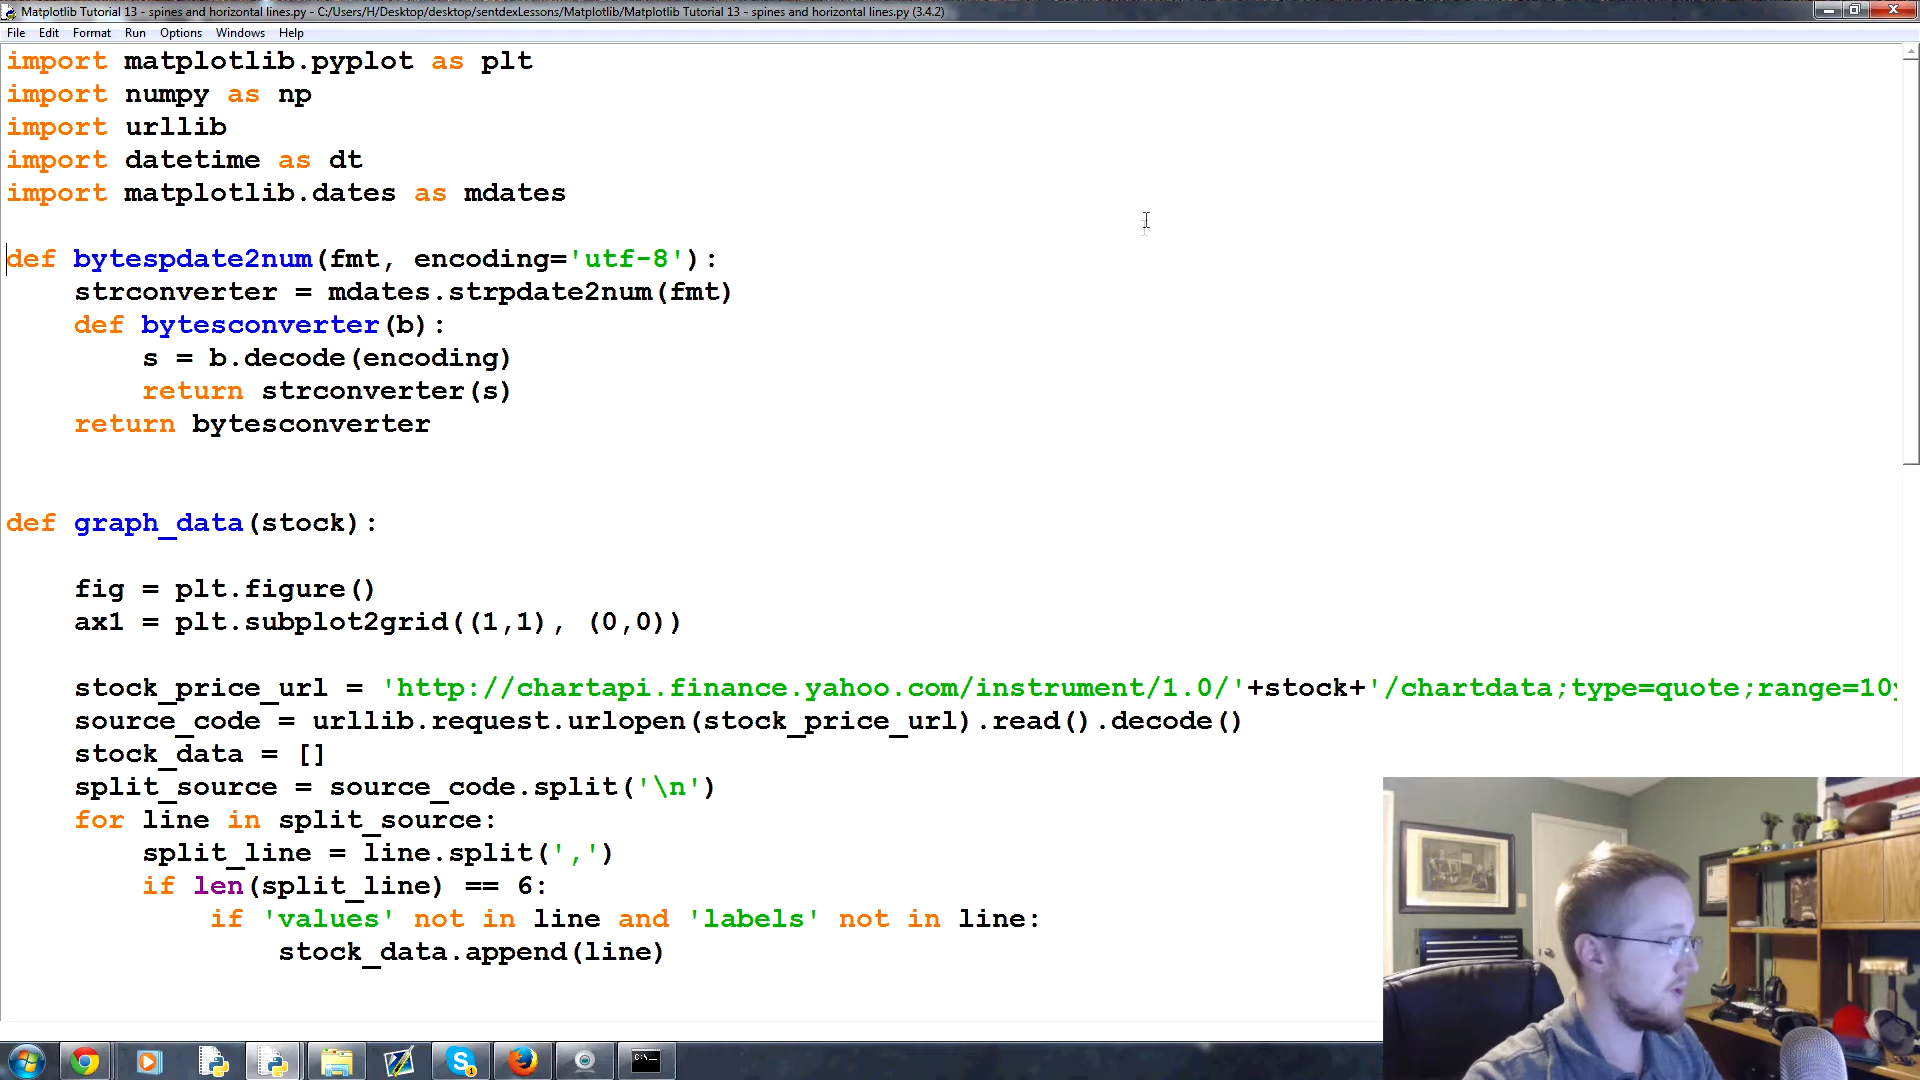 Matplotlib Tutorial 13 - spines and horizontal lines.py - C:/Users/H/Desktop/desktop/sentdexLessons/Matplotlib/Matplotlib Tutorial 13 - spines and horizontal lines.py (3.4.2)
File Edit Format Run Options Windows Help
import matplotlib.pyplot as plt
import numpy as np
import urllib
import datetime as dt
import matplotlib.dates as mdates
def bytespdate2num(fmt, encoding='utf-8'):
strconverter = mdates.strpdate2num(fmt)
def bytesconverter(b):
s = b.decode(encoding)
return strconverter(s)
return bytesconverter
def graph_data(stock):
fig = plt.figure()
ax1 = plt.subplot2grid((1,1), (0,0))
stock_price_url = 'http://chartapi.finance.yahoo.com/instrument/1.0/'+stock+'/chartdata;type=quote;range=10y
source_code = urllib.request.urlopen(stock_price_url).read().decode()
stock_data = []
split_source = source_code.split('\n')
for line in split_source:
split_line = line.split(',')
if len(split_line) == 6:
if 'values' not in line and 'labels' not in line:
stock_data.append(line)